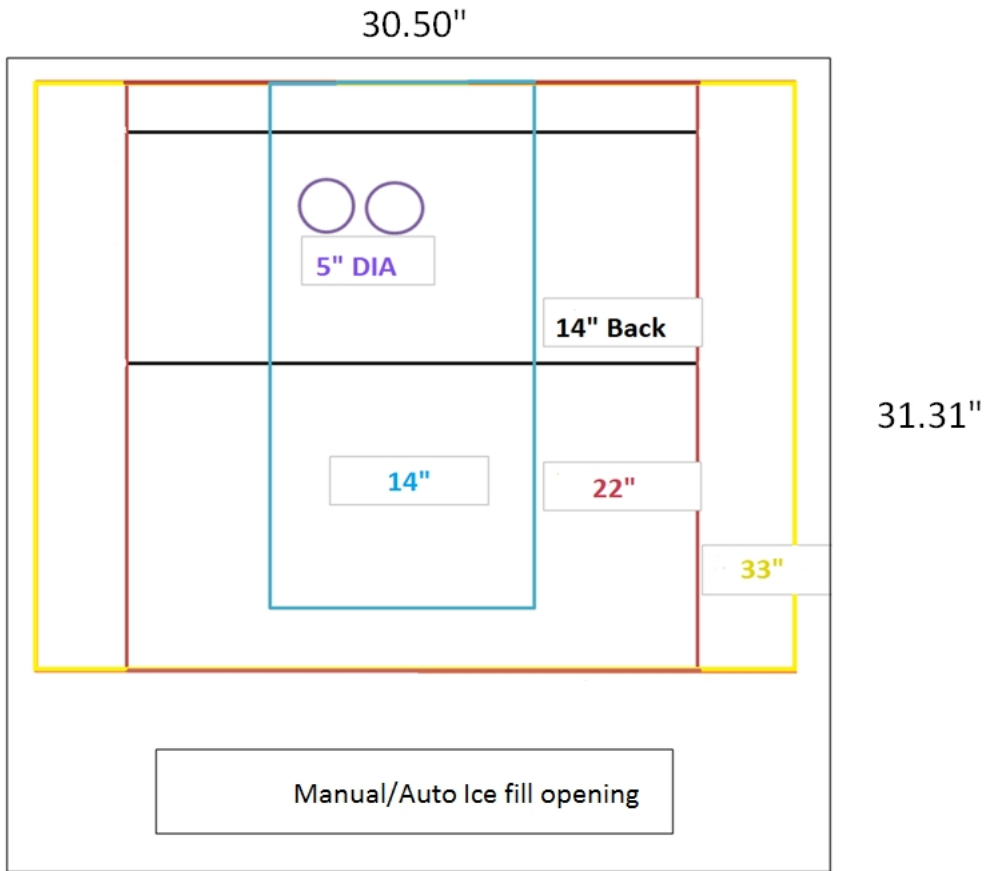 30.50"
5" DIA
14" Back
31.31"
14"
22"
33"
Manual/Auto Ice fill opening